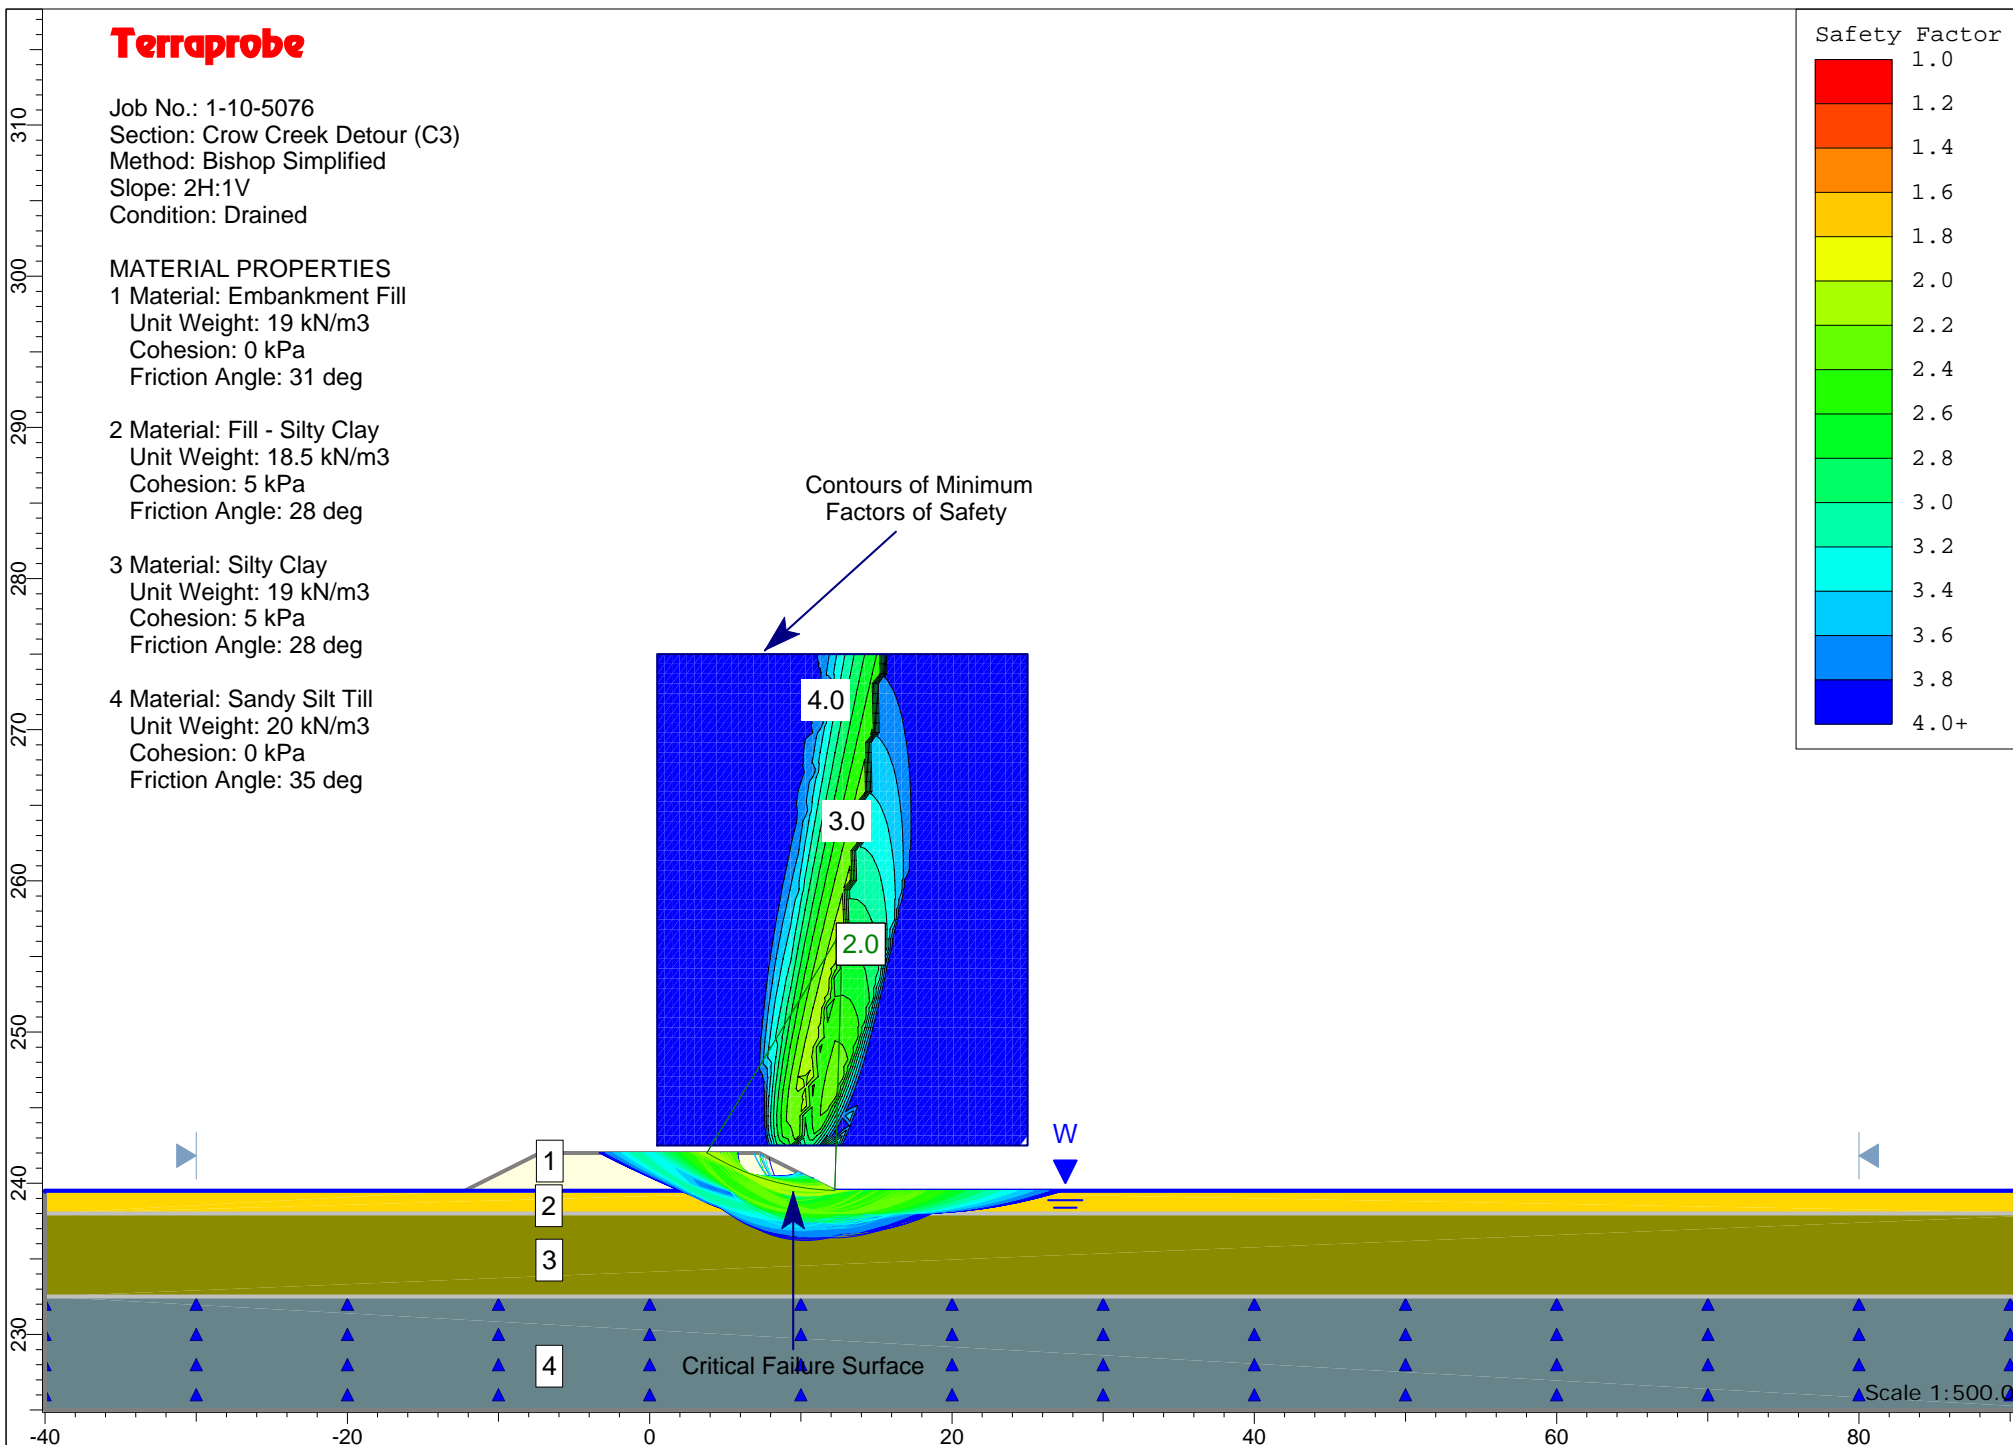 Terraprobe
Job No.: 1-10-5076
Section: Crow Creek Detour (C3)
Method: Bishop Simplified
Slope: 2H:1V
Condition: Drained
MATERIAL PROPERTIES
1 Material: Embankment Fill
Unit Weight: 19 kN/m3
Cohesion: 0 kPa
Friction Angle: 31 deg
2 Material: Fill - Silty Clay
Unit Weight: 18.5 kN/m3
Cohesion: 5 kPa
Friction Angle: 28 deg
3 Material: Silty Clay
Unit Weight: 19 kN/m3
Cohesion: 5 kPa
Friction Angle: 28 deg
4 Material: Sandy Silt Till
Unit Weight: 20 kN/m3
Cohesion: 0 kPa
Friction Angle: 35 deg
Safety Factor
1.0
1.2
1.4
1.6
1.8
2.0
2.2
2.4
2.6
2.8
3.0
3.2
3.4
3.6
3.8
4.0+
Contours of Minimum
Factors of Safety
4.0
3.0
2.0
W
1
2
3
4
Critical Failure Surface
Scale 1:500.0
310
300
290
280
270
260
250
240
230
-40
-20
0
20
40
60
80